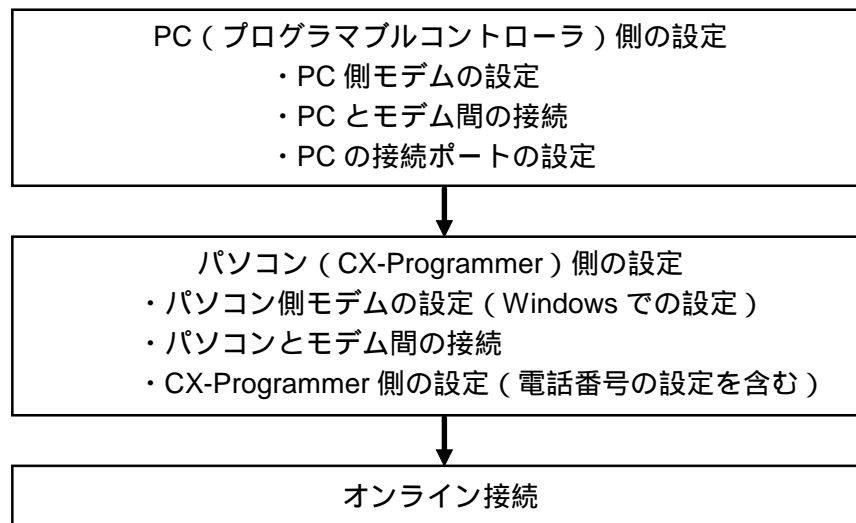 PC（プログラマブルコントローラ）側の設定
・PC 側モデムの設定
・PC とモデム間の接続
・PC の接続ポートの設定
パソコン（CX-Programmer）側の設定
・パソコン側モデムの設定（Windows での設定）
・パソコンとモデム間の接続
・CX-Programmer 側の設定（電話番号の設定を含む）
オンライン接続